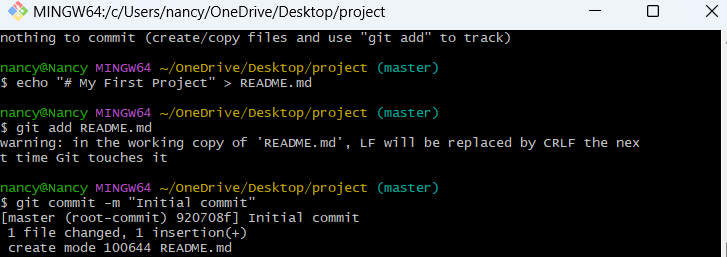 MINGW64:/c/Users/nancy/OneDrive/Desktop/project
nothing to commit (create/copy files and use "git add" to track)
nancy@Nancy MINGW64 ~/OneDrive/Desktop/project (master)
$ echo "# My First Project" > README.md
nancy@Nancy MINGW64 ~/OneDrive/Desktop/project (master)
$ git add README.md
warning: in the working copy of 'README.md', LF will be replaced by CRLF the nex
t time Git touches it
nancy@Nancy MINGW64 ~/OneDrive/Desktop/project (master)
$ git commit -m "Initial commit"
[master (root-commit) 920708f] Initial commit
 1 file changed, 1 insertion(+)
 create mode 100644 README.md